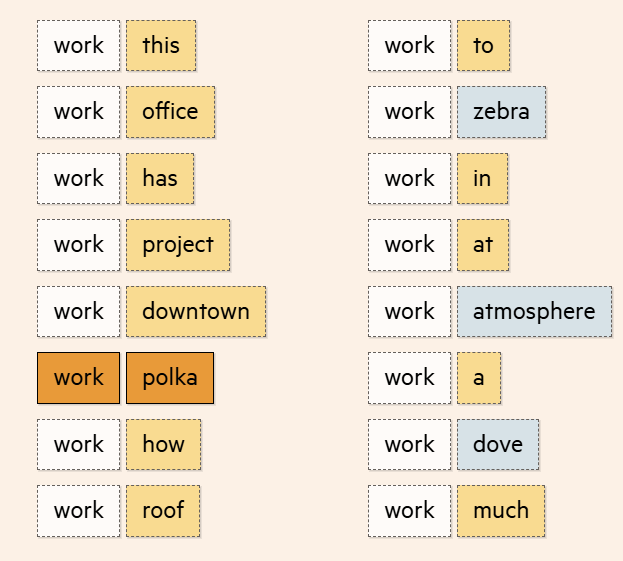 work this
work office
work has
work project
work downtown
work polka
work how
work roof
work to
work zebra
work in
work at
work atmosphere
work a
work dove
work much